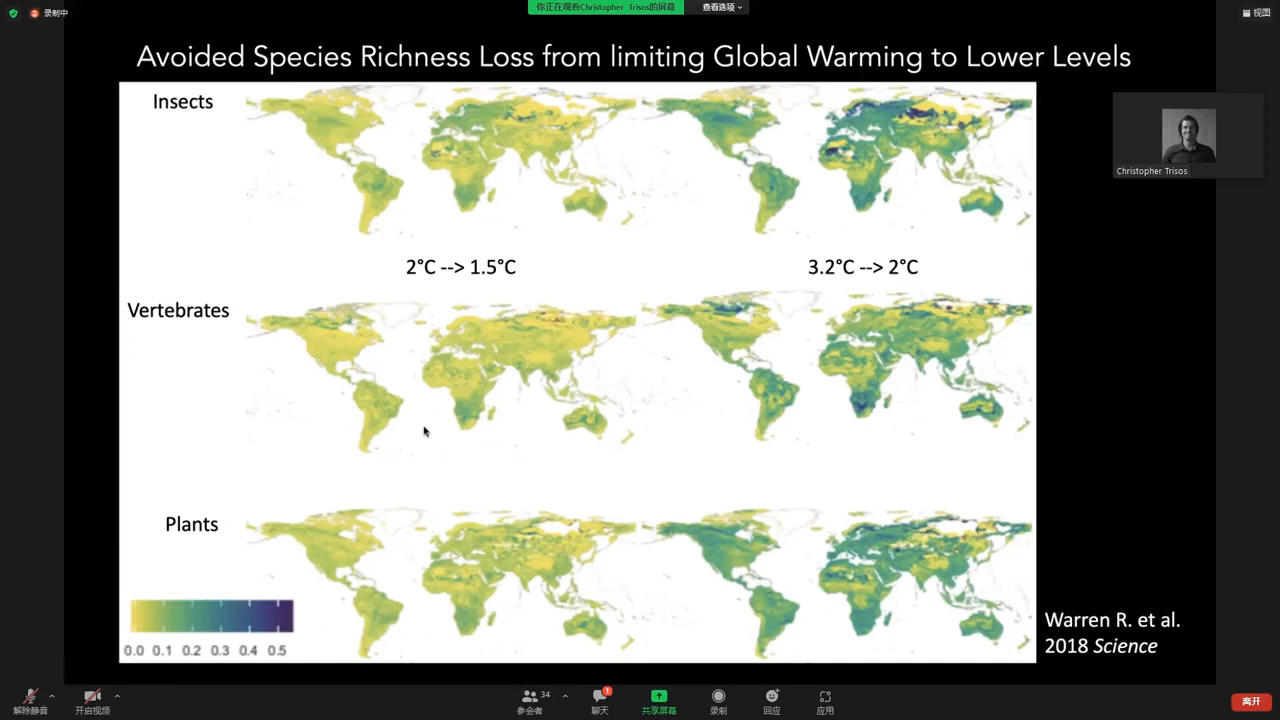 录制中
你正在观看Christopher Trisos的屏幕
查看选项
视图
Avoided Species Richness Loss from limiting Global Warming to Lower Levels
Insects
2°C --> 1.5°C
3.2°C --> 2°C
Vertebrates
Plants
0.0 0.1 0.2 0.3 0.4 0.5
Warren R. et al.
2018 Science
Christopher Trisos
解除静音
开启视频
34
参会者
1
聊天
共享屏幕
录制
回应
应用
离开